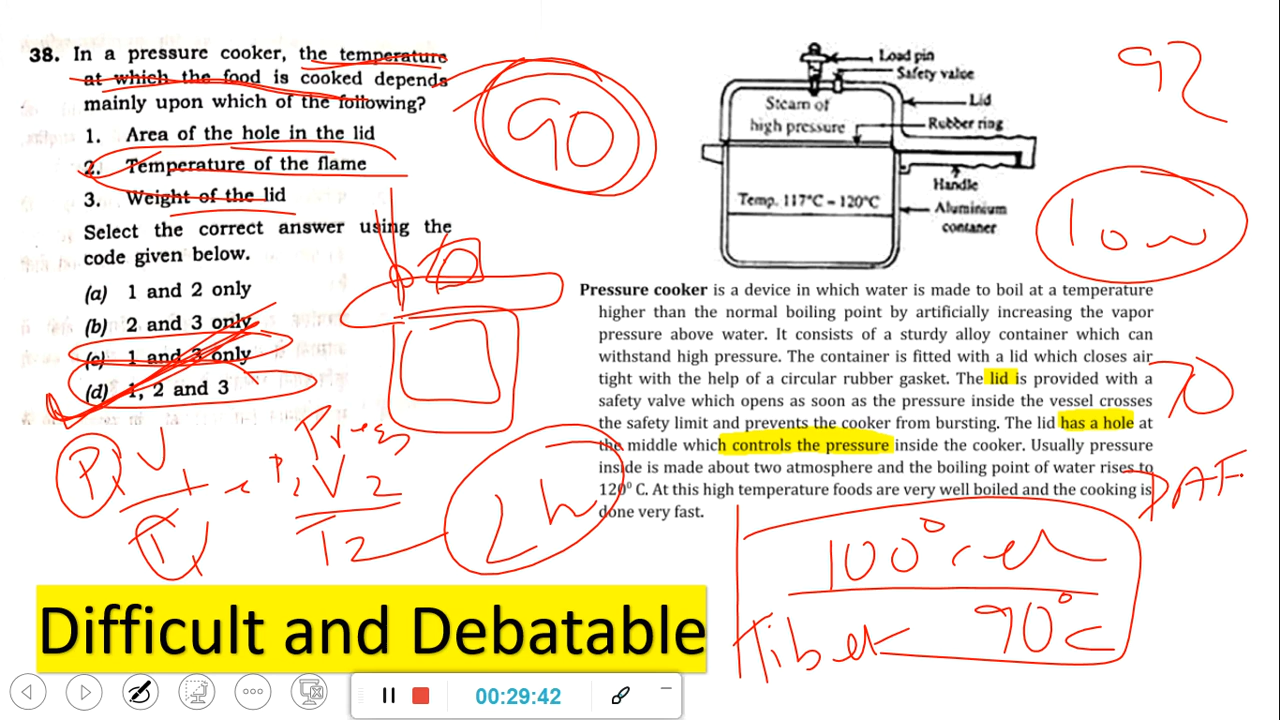 38. In a pressure cooker, the temperature
at which the food is cooked depends
mainly upon which of the following?
1. Area of the hole in the lid
2. Temperature of the flame
3. Weight of the lid
Select the correct answer using the
code given below.
(a) 1 and 2 only
(b) 2 and 3 only
(c) 1 and 3 only
(d) 1, 2 and 3
90
Load pin
Safety valve
Lid
Steam of
high pressure
Rubber ring
Handle
Temp. 117°C – 120°C
Aluminium
contaner
92
low
Pressure cooker is a device in which water is made to boil at a temperature
higher than the normal boiling point by artificially increasing the vapor
pressure above water. It consists of a sturdy alloy container which can
withstand high pressure. The container is fitted with a lid which closes air
tight with the help of a circular rubber gasket. The lid is provided with a
safety valve which opens as soon as the pressure inside the vessel crosses
the safety limit and prevents the cooker from bursting. The lid has a hole at
the middle which controls the pressure inside the cooker. Usually pressure
inside is made about two atmosphere and the boiling point of water rises to
120° C. At this high temperature foods are very well boiled and the cooking is
done very fast.
70
100°
90°C
Difficult and Debatable
00:29:42